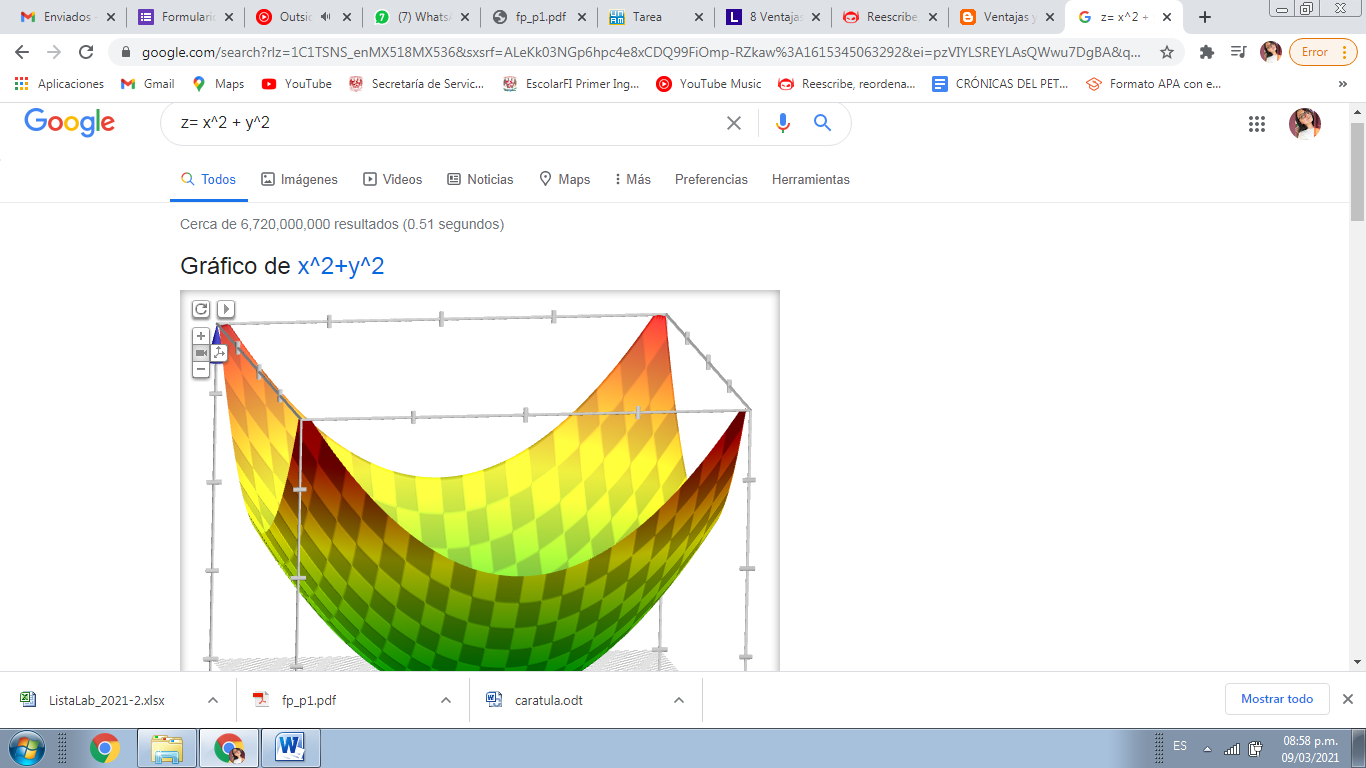 Enviados -
Formulario
Outsid
(7) WhatsA
fp_p1.pdf
Tarea
8 Ventajas
Reescribe,
Ventajas y
z= x^2 +
google.com/search?rlz=1C1TSNS_enMX518MX536&sxsrf=ALeKk03NGp6hpc4e8xCDQ99FiOmp-RZkaw%3A1615345063292&ei=pzVIYLSREYLAsQWwu7DgBA&q...
Error
Aplicaciones
Gmail
Maps
YouTube
Secretaría de Servic...
EscolarFI Primer Ing...
YouTube Music
Reescribe, reordena...
CRÓNICAS DEL PET...
Formato APA con e...
»
Google
z= x^2 + y^2
Todos
Imágenes
Videos
Noticias
Maps
Más
Preferencias
Herramientas
Cerca de 6,720,000,000 resultados (0.51 segundos)
Gráfico de x^2+y^2
ListaLab_2021-2.xlsx
fp_p1.pdf
caratula.odt
Mostrar todo
ES
08:58 p.m.
09/03/2021